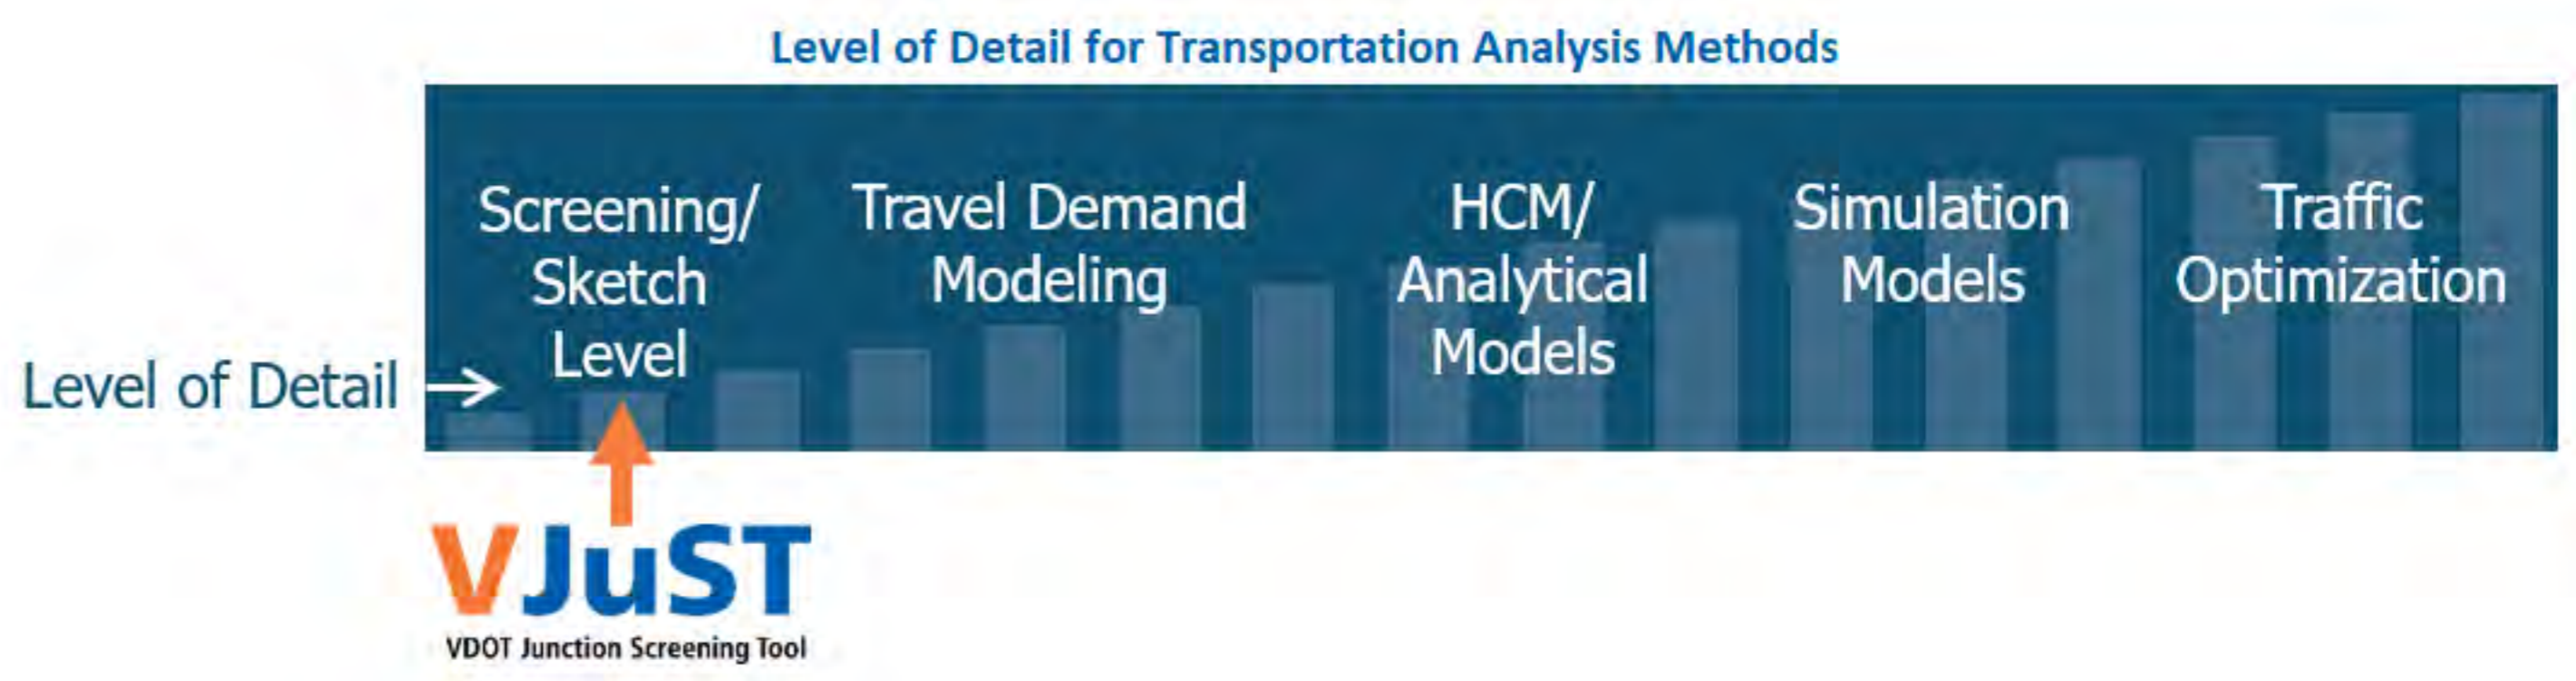 Level of Detail for Transportation Analysis Methods
Screening/
Sketch
Level
Travel Demand
Modeling
HCM/
Analytical
Models
Simulation
Models
Traffic
Optimization
Level of Detail
VJuST
VDOT Junction Screening Tool